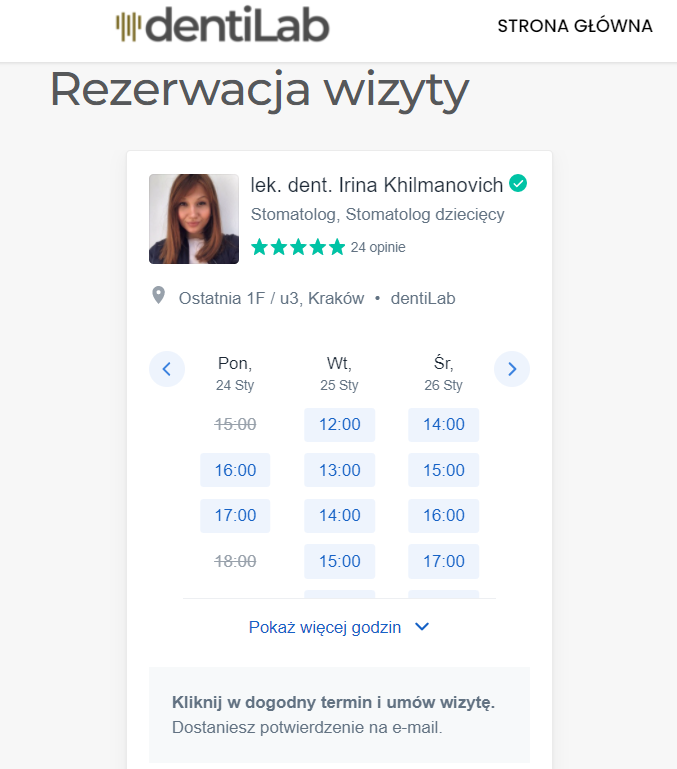 dentiLab
STRONA GŁÓWNA
Rezerwacja wizyty
lek. dent. Irina Khilmanovich
Stomatolog, Stomatolog dziecięcy
24 opinie
Ostatnia 1F / u3, Kraków • dentiLab
Pon, Wt, Śr,
24 Sty 25 Sty 26 Sty
15:00 12:00 14:00
16:00 13:00 15:00
17:00 14:00 16:00
18:00 15:00 17:00
Pokaż więcej godzin
Kliknij w dogodny termin i umów wizytę.
Dostaniesz potwierdzenie na e-mail.